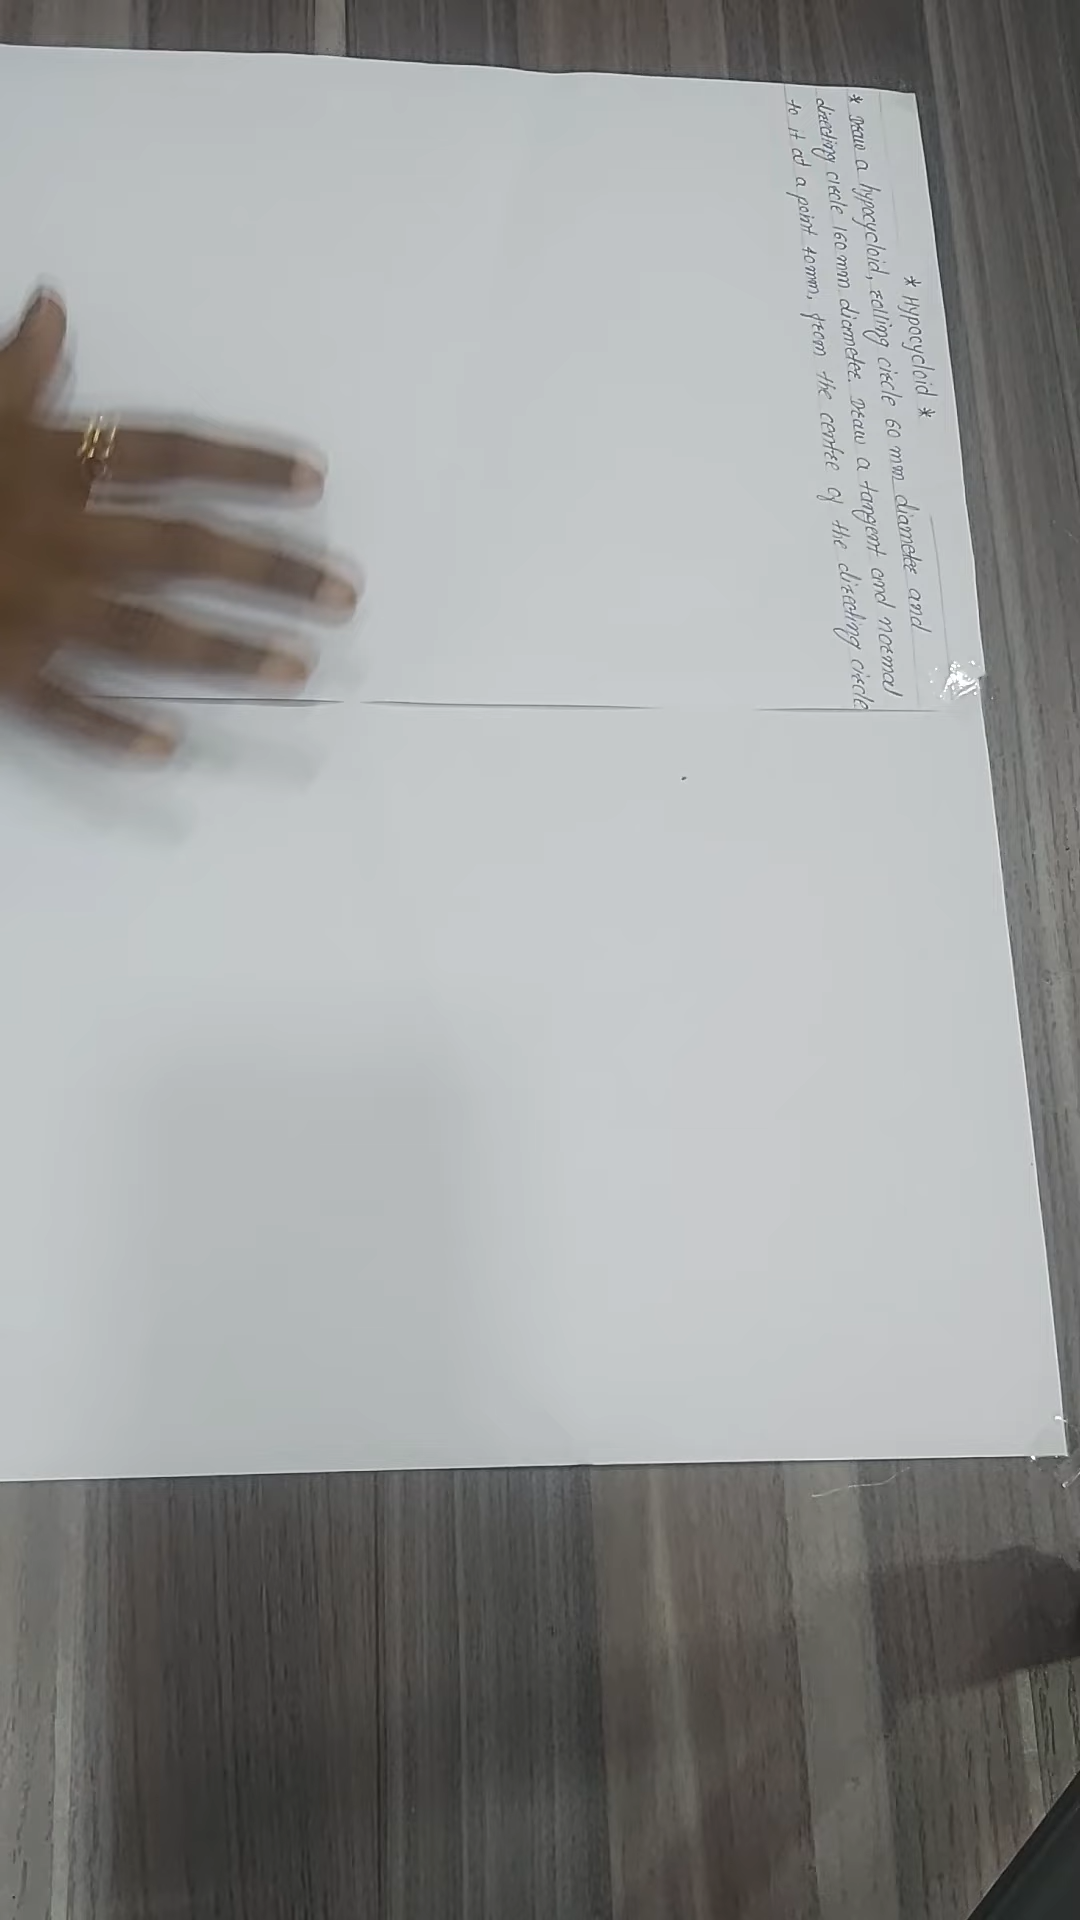 * Hypocycloid *
* Draw a hypocycloid, rolling circle 60 mm diameter and
directing circle 160 mm diameter. Draw a tangent and normal
to it at a point 40mm, from the centre of the directing circle